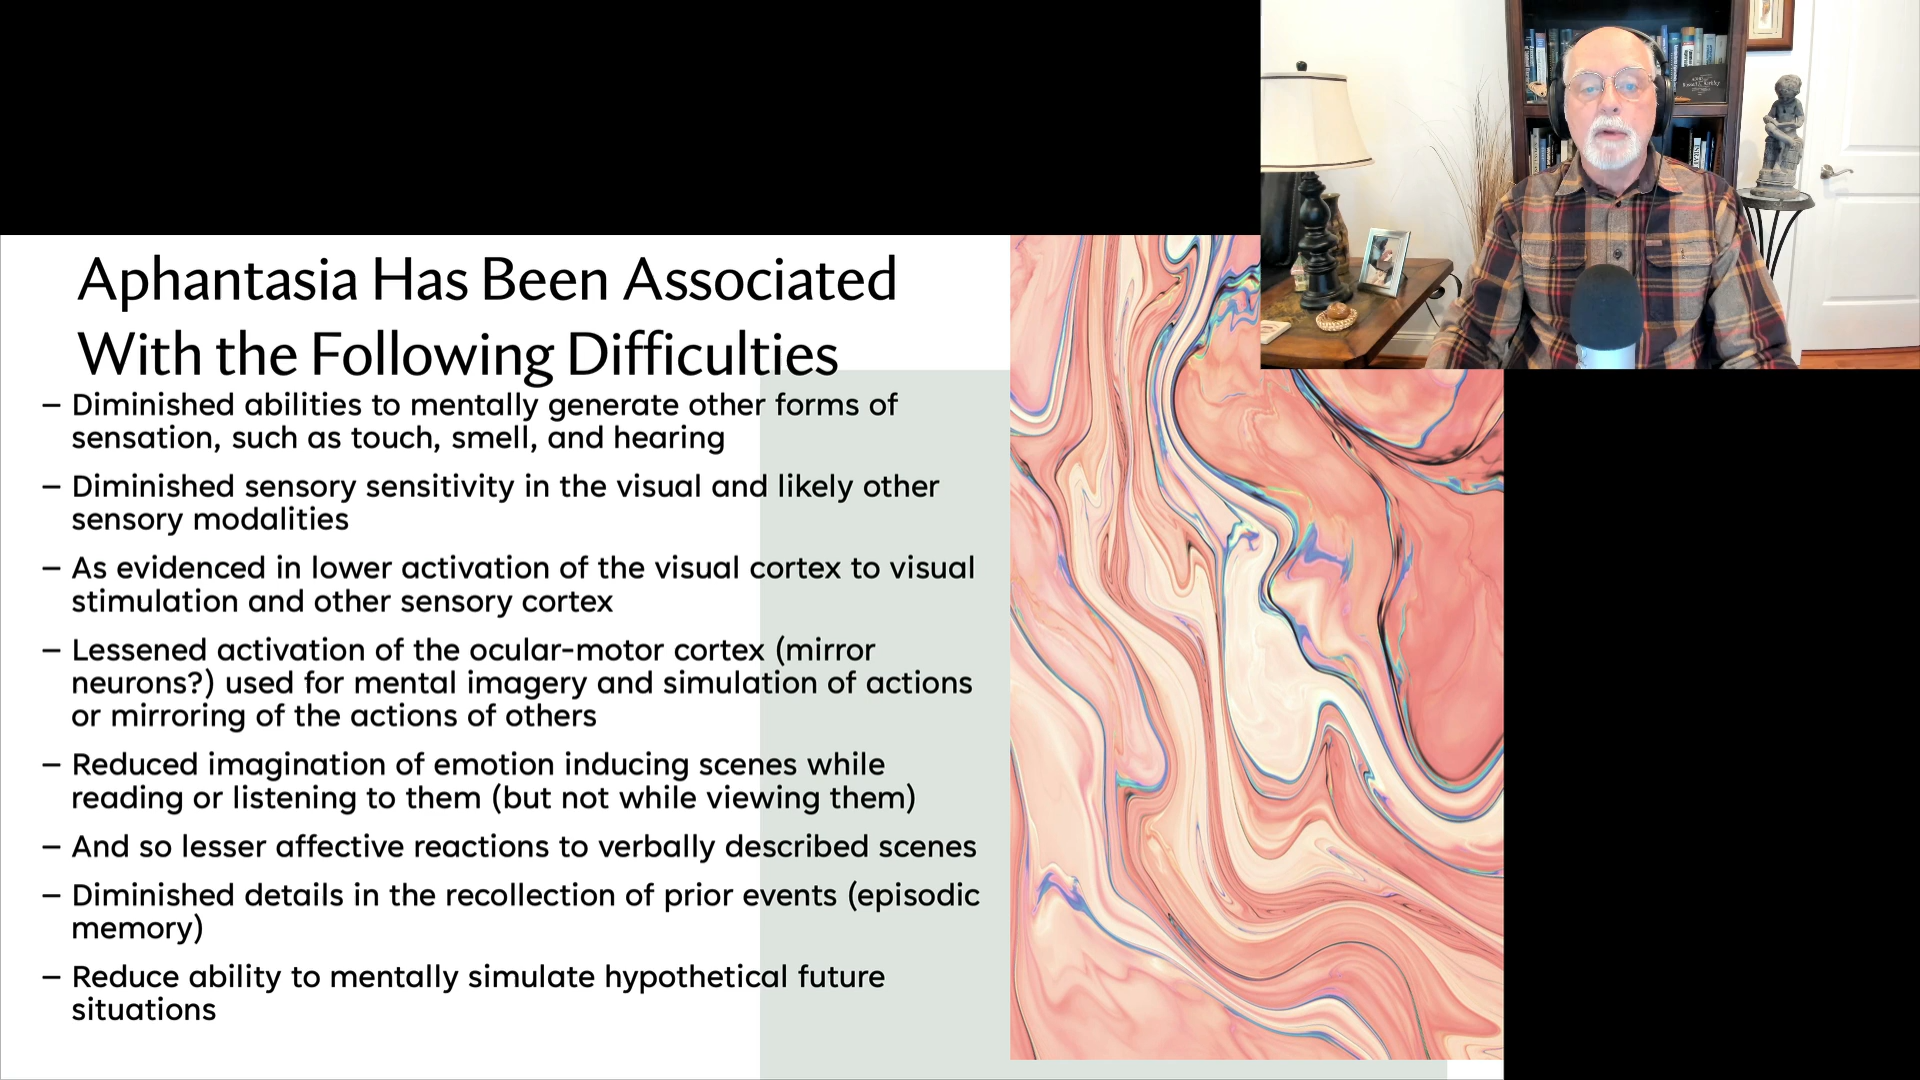 Aphantasia Has Been Associated
With the Following Difficulties
– Diminished abilities to mentally generate other forms of
sensation, such as touch, smell, and hearing
– Diminished sensory sensitivity in the visual and likely other
sensory modalities
– As evidenced in lower activation of the visual cortex to visual
stimulation and other sensory cortex
– Lessened activation of the ocular-motor cortex (mirror
neurons?) used for mental imagery and simulation of actions
or mirroring of the actions of others
– Reduced imagination of emotion inducing scenes while
reading or listening to them (but not while viewing them)
– And so lesser affective reactions to verbally described scenes
– Diminished details in the recollection of prior events (episodic
memory)
– Reduce ability to mentally simulate hypothetical future
situations